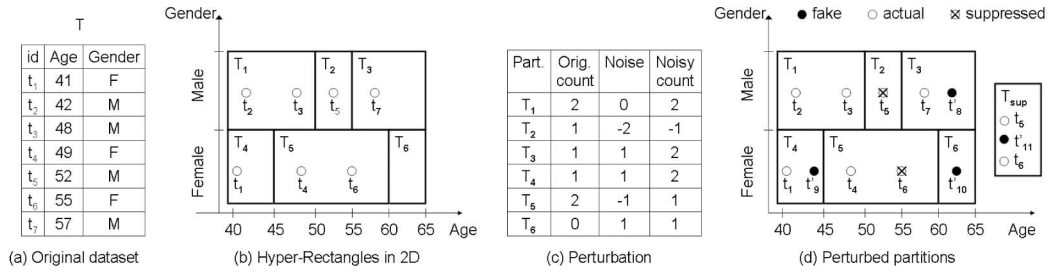 T
id Age Gender
t1 41 F
t2 42 M
t3 48 M
t4 49 F
t5 52 M
t6 55 F
t7 57 M
(a) Original dataset
Gender
Male
Female
T1 T2 T3
t2 t3 t5 t7
T4 T5 T6
t1 t4 t6
40 45 50 55 60 65 Age
(b) Hyper-Rectangles in 2D
Part. Orig. count Noise Noisy count
T1 2 0 2
T2 1 -2 -1
T3 1 1 2
T4 1 1 2
T5 2 -1 1
T6 0 1 1
(c) Perturbation
Gender fake actual suppressed
Male
Female
T1 T2 T3
t2 t3 t5 t7 t'8
T4 T5 T6
t1 t'9 t4 t6 t'10
40 45 50 55 60 65 Age
Tsup
t5
t'11
t6
(d) Perturbed partitions